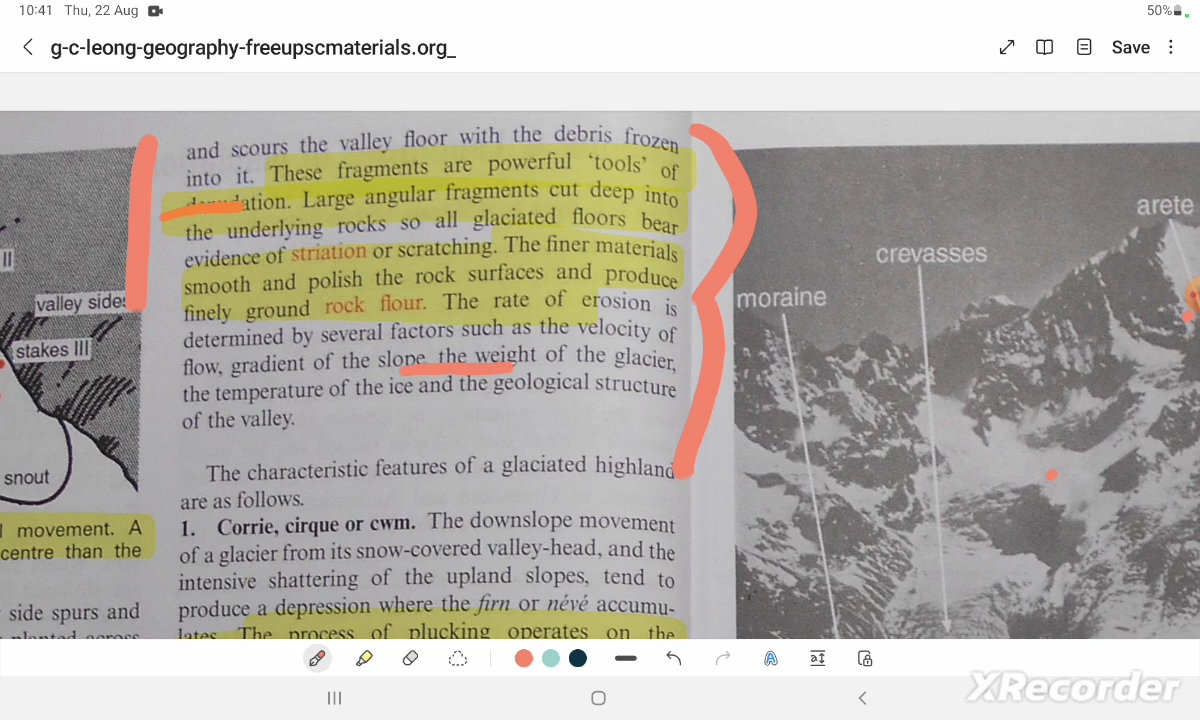 10:41 Thu, 22 Aug
50%
g-c-leong-geography-freeupscmaterials.org_
Save
and scours the valley floor with the debris frozen
into it. These fragments are powerful ‘tools’ of
denudation. Large angular fragments cut deep into
the underlying rocks so all glaciated floors bear
evidence of striation or scratching. The finer materials
smooth and polish the rock surfaces and produce
finely ground rock flour. The rate of erosion is
determined by several factors such as the velocity of
flow, gradient of the slope the weight of the glacier,
the temperature of the ice and the geological structure
of the valley.
The characteristic features of a glaciated highland
are as follows.
1. Corrie, cirque or cwm. The downslope movement
of a glacier from its snow-covered valley-head, and the
intensive shattering of the upland slopes, tend to
produce a depression where the firn or névé accumu-
lates. The process of plucking operates on the
II
valley sides
stakes III
snout
movement. A
centre than the
side spurs and
moraine
crevasses
arete
XRecorder